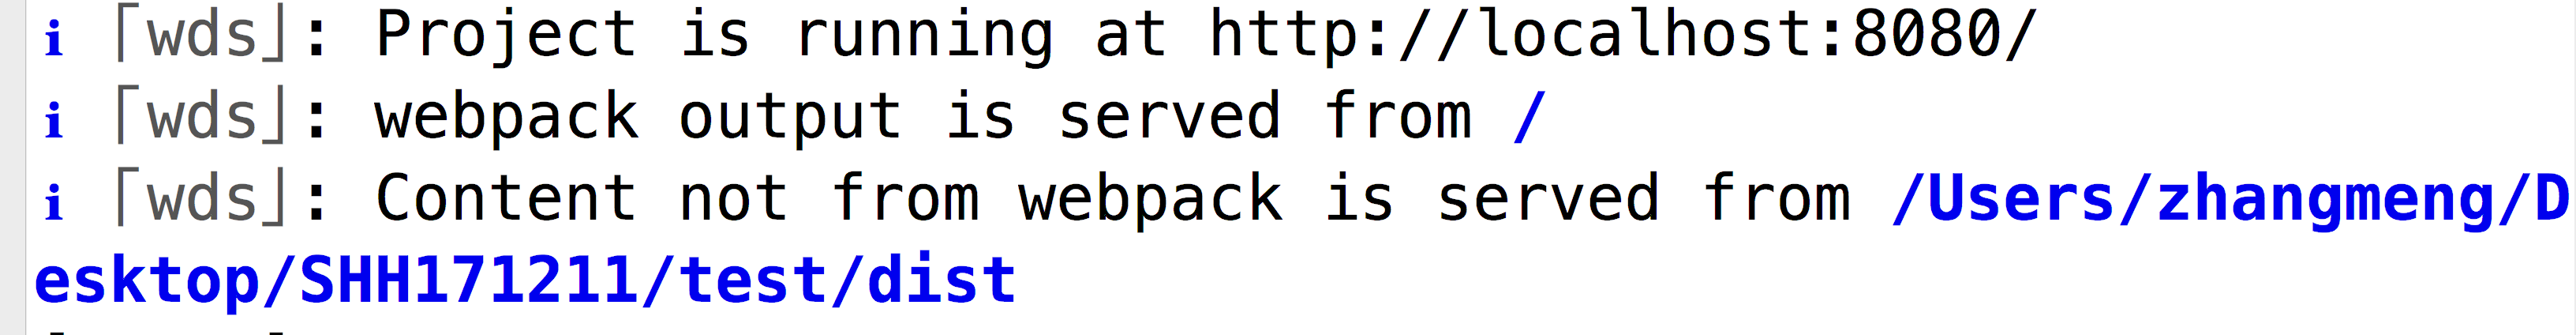 i ⌈wds⌋: Project is running at http://localhost:8080/
i ⌈wds⌋: webpack output is served from /
i ⌈wds⌋: Content not from webpack is served from /Users/zhangmeng/D
esktop/SHH171211/test/dist